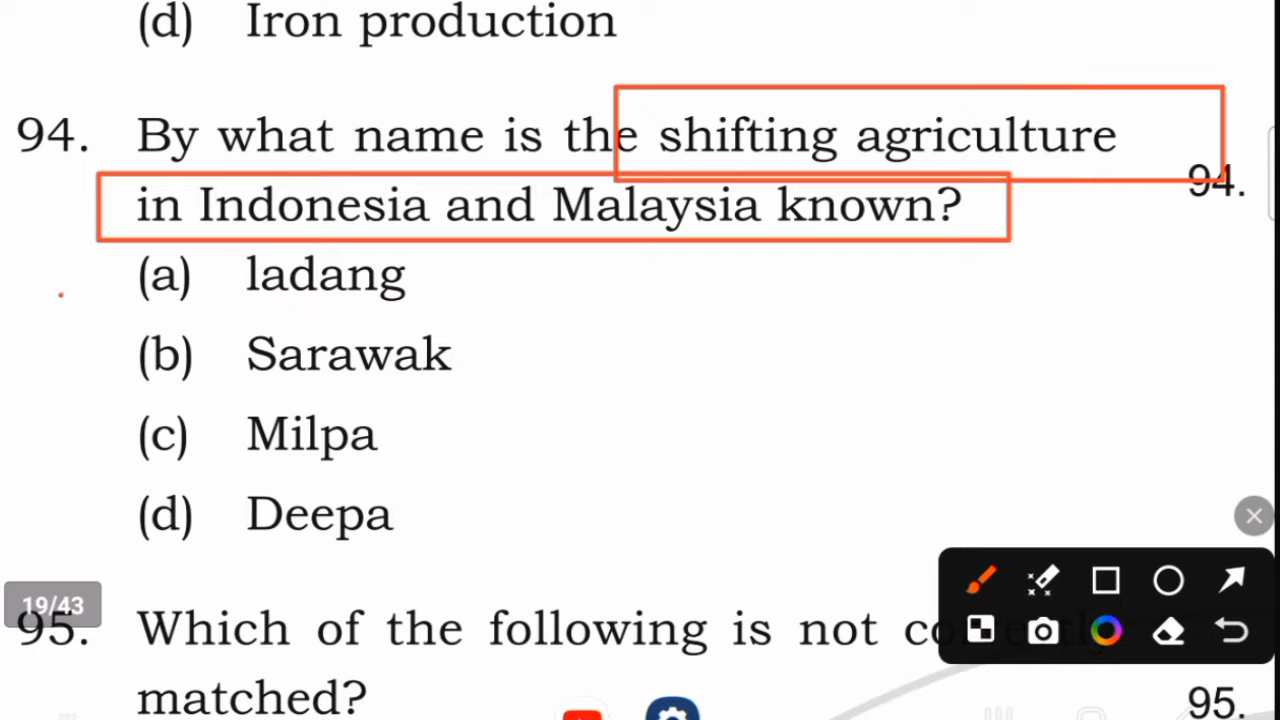 (d) Iron production
94. By what name is the shifting agriculture
94.
in Indonesia and Malaysia known?
(a) ladang
(b) Sarawak
(c) Milpa
(d) Deepa
19/43
95. Which of the following is not
matched?
95.